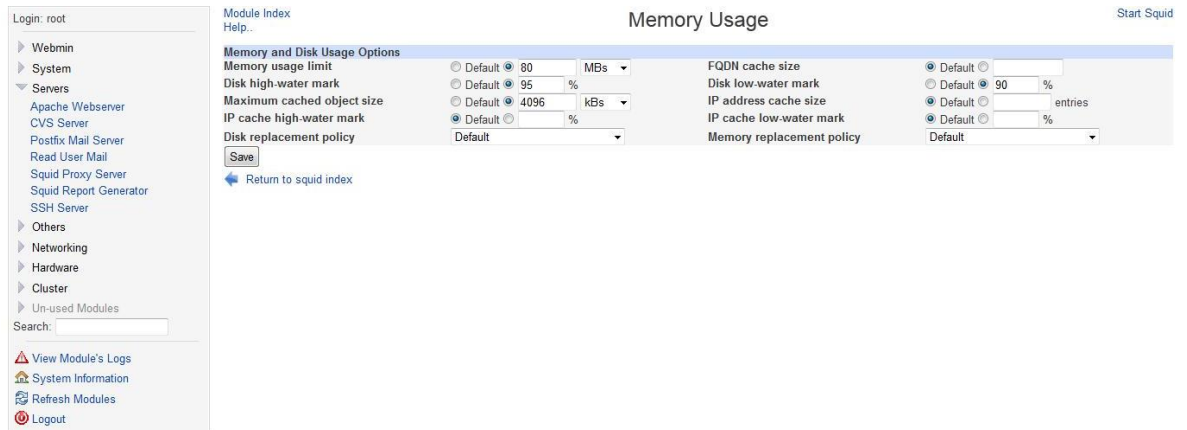 Login: root
Webmin
System
Servers
Apache Webserver
CVS Server
Postfix Mail Server
Read User Mail
Squid Proxy Server
Squid Report Generator
SSH Server
Others
Networking
Hardware
Cluster
Un-used Modules
Search:
View Module's Logs
System Information
Refresh Modules
Logout
Module Index
Help..
Memory Usage
Start Squid
Memory and Disk Usage Options
Memory usage limit Default 80 MBs FQDN cache size Default
Disk high-water mark Default 95 % Disk low-water mark Default 90 %
Maximum cached object size Default 4096 kBs IP address cache size Default entries
IP cache high-water mark Default % IP cache low-water mark Default %
Disk replacement policy Default Memory replacement policy Default
Save
Return to squid index